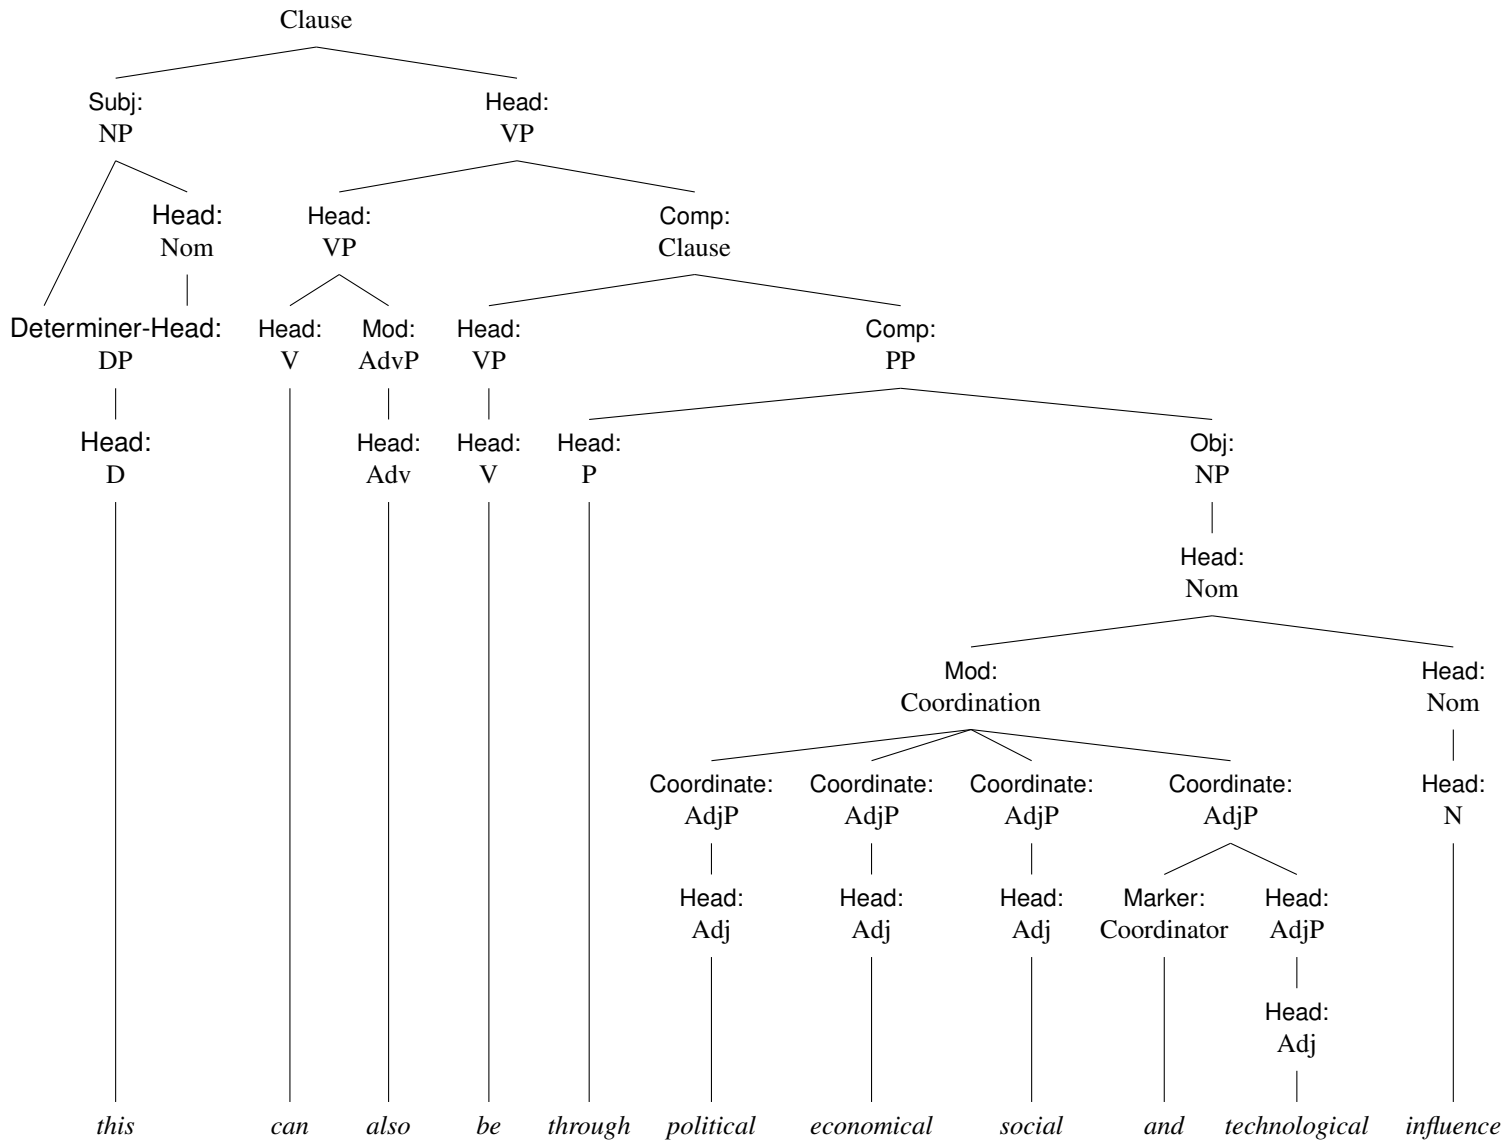 Clause
Subj: Head:
NP VP
Head: Head: Comp:
Nom VP Clause
Determiner-Head: Head: Mod: Head: Comp:
DP V AdvP VP PP
Head: Head: Head: Head: Obj:
D Adv V P NP
Head:
Nom
Mod: Head:
Coordination Nom
Coordinate: Coordinate: Coordinate: Coordinate: Head:
AdjP AdjP AdjP AdjP N
Head: Head: Head: Marker: Head:
Adj Adj Adj Coordinator AdjP
Head:
Adj
this can also be through political economical social and technological influence